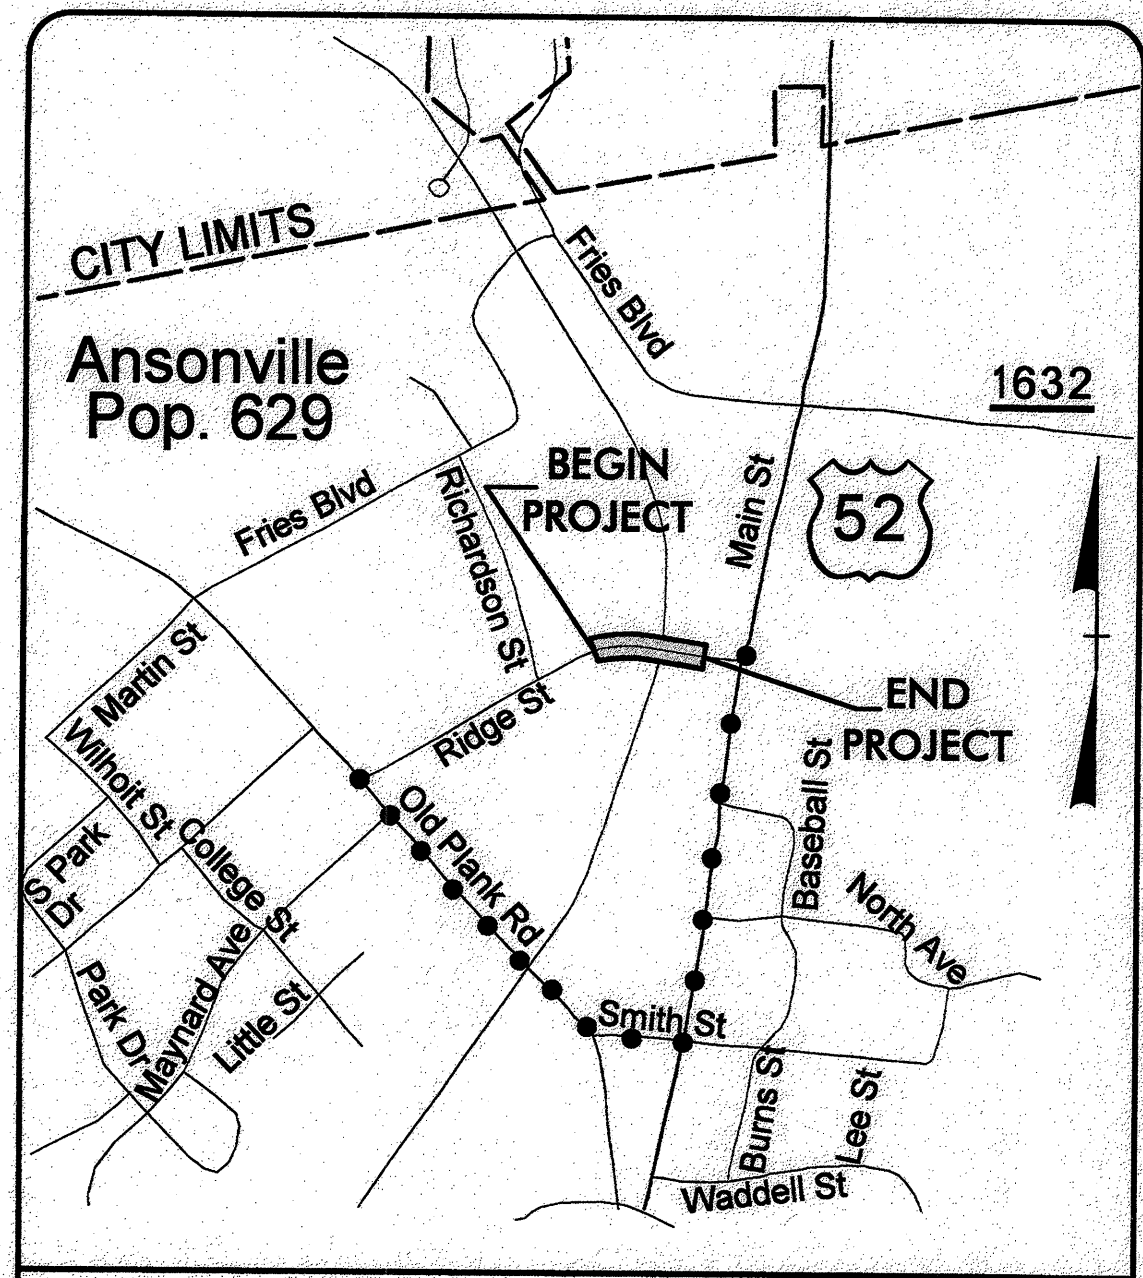 CITY LIMITS
Fries Blvd
Ansonville
Pop. 629
1632
BEGIN
PROJECT
Main St
52
Fries Blvd
Richardson St
Martin St
Ridge St
END
PROJECT
Wilhoit St
Baseball St
Old Plank Rd
College St
S Park
Dr
North Ave
Park Dr
Maynard Ave
Little St
Smith St
Burns St
Lee St
Waddell St